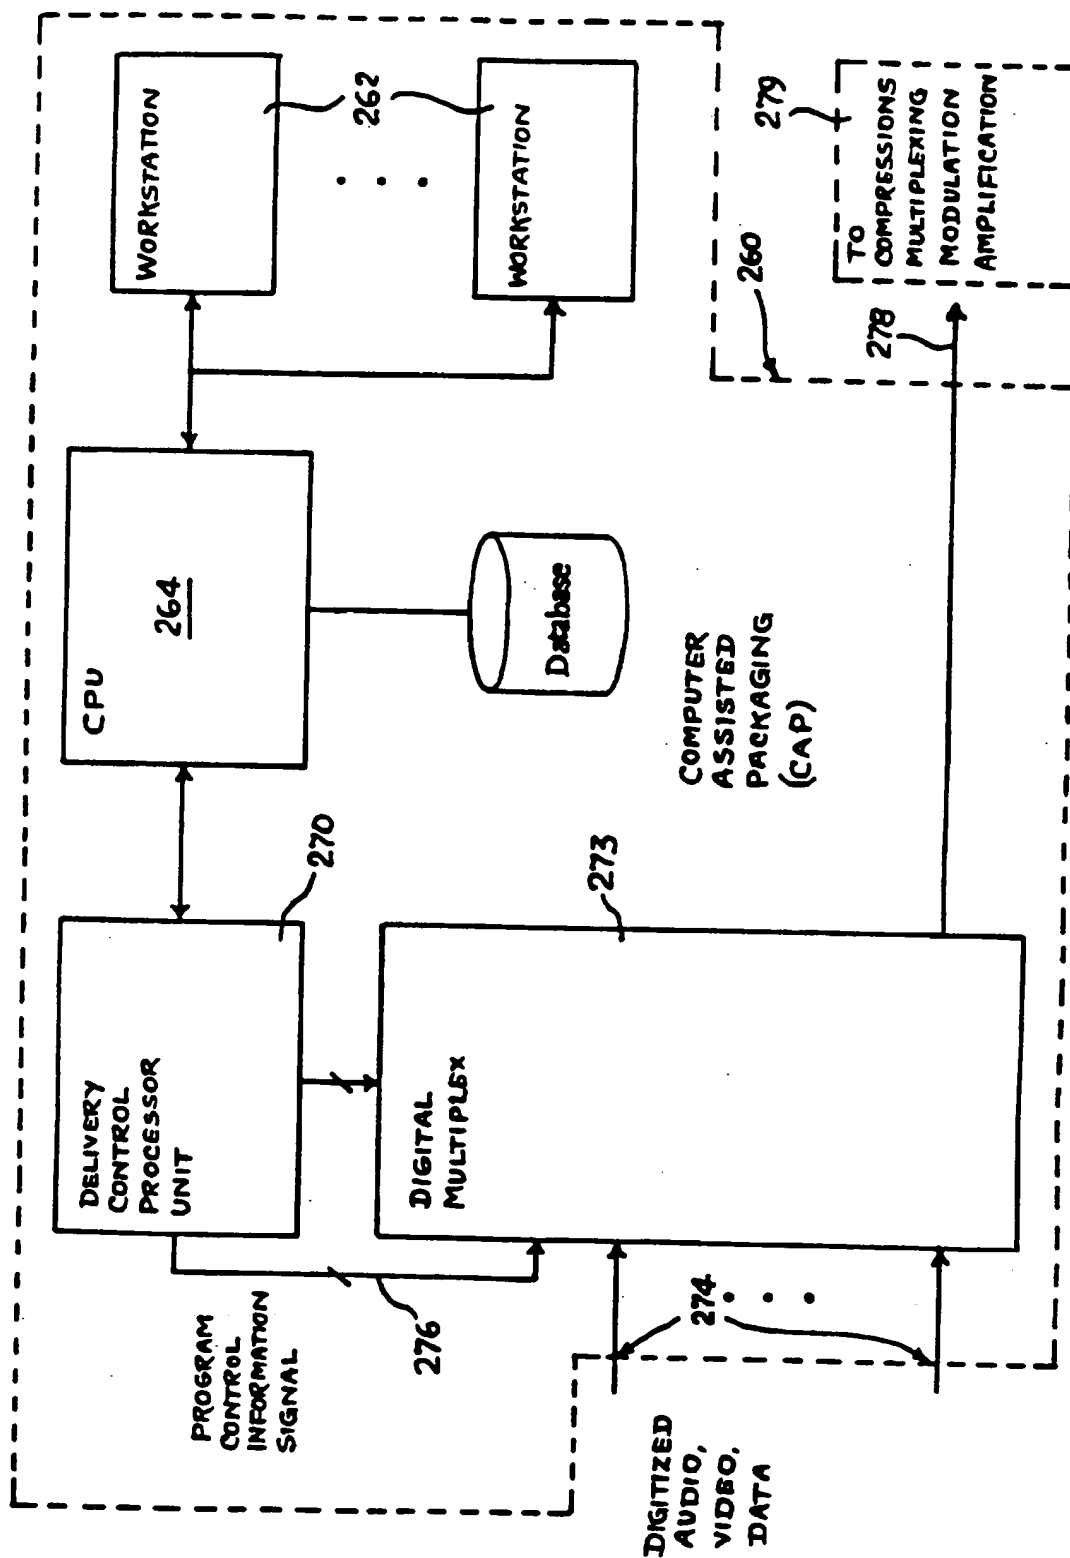 PROGRAM
CONTROL
INFORMATION
SIGNAL
276
DELIVERY
CONTROL
PROCESSOR
UNIT
270
CPU
264
WORKSTATION
262
WORKSTATION
Database
DIGITIZED
AUDIO,
VIDEO,
DATA
274
DIGITAL
MULTIPLEX
273
COMPUTER
ASSISTED
PACKAGING
(CAP)
260
278
279
TO
COMPRESSIONS
MULTIPLEXING
MODULATION
AMPLIFICATION